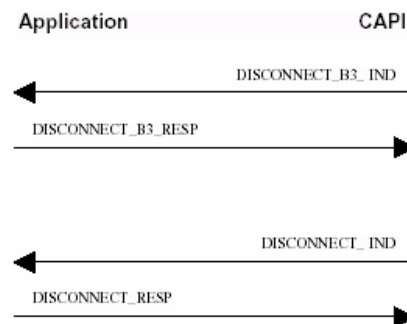 Application CAPI
DISCONNECT_B3_ IND
DISCONNECT_B3_RESP
DISCONNECT_ IND
DISCONNECT_RESP